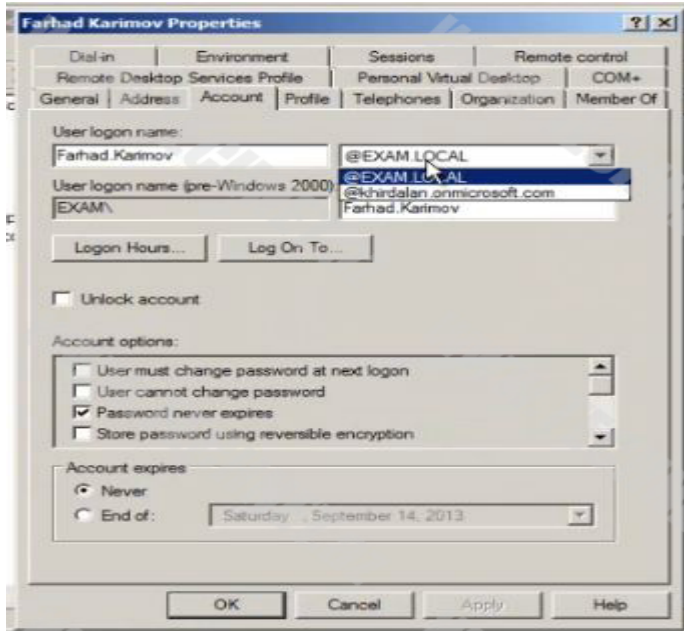 Farhad Karimov Properties
Dial-in Environment Sessions Remote control
Remote Desktop Services Profile Personal Virtual Desktop COM+
General Address Account Profile Telephones Organization Member Of
User logon name:
Farhad.Karimov @EXAM.LOCAL
@EXAM.LOCAL
@khirdalan.onmicrosoft.com
User logon name (pre-Windows 2000)
EXAM\ Farhad.Karimov
Logon Hours... Log On To...
Unlock account
Account options:
User must change password at next logon
User cannot change password
Password never expires
Store password using reversible encryption
Account expires
Never
End of: Saturday , September 14, 2013
OK Cancel Apply Help